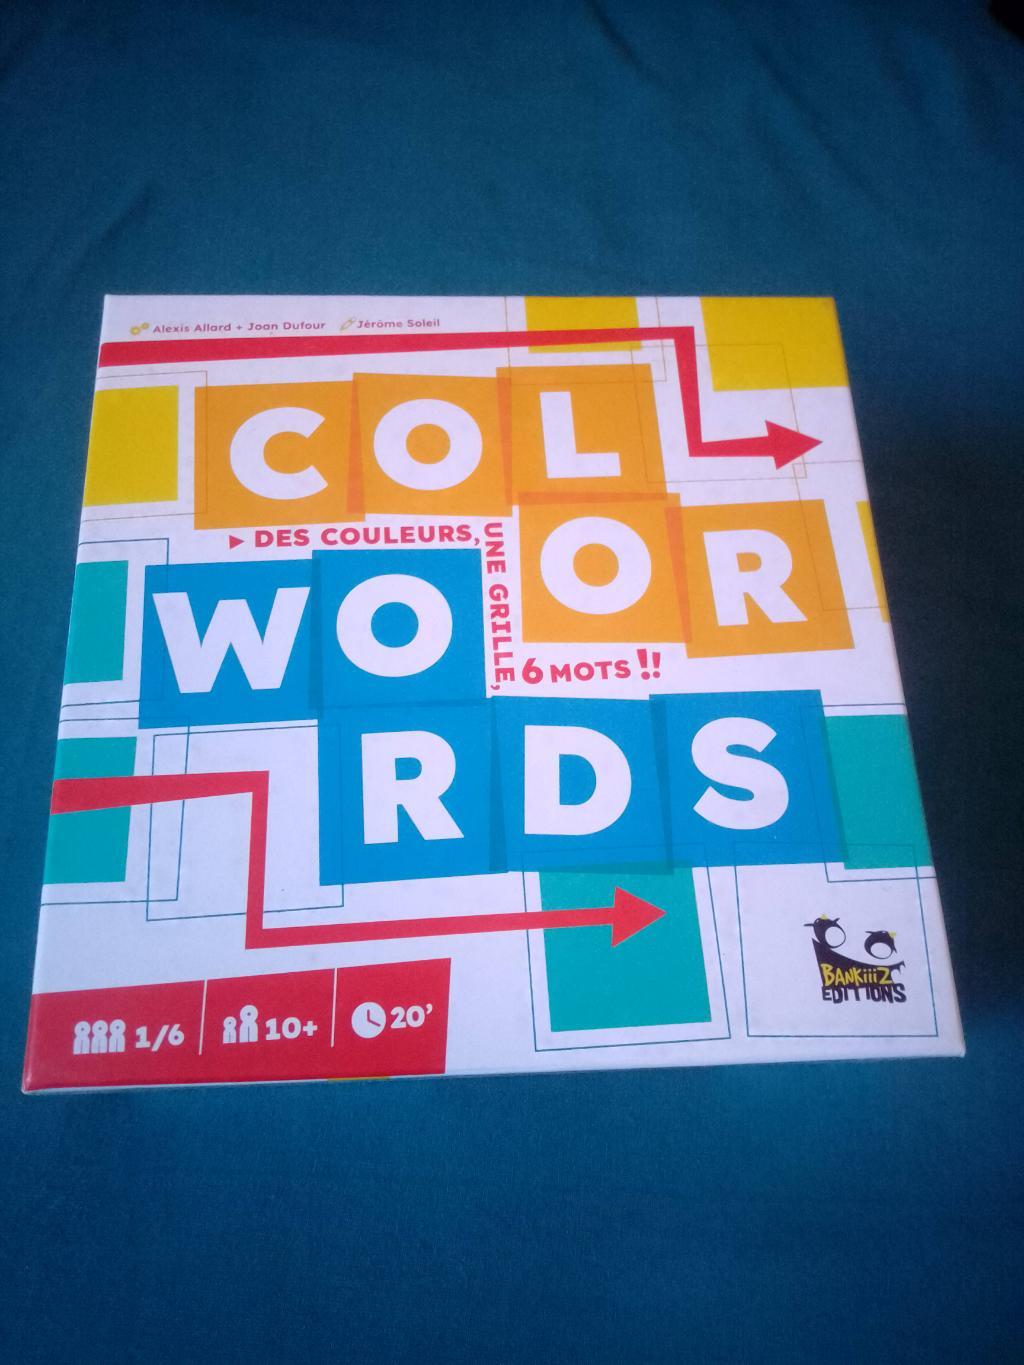 Alexis Allard + Joan Dufour Jérôme Soleil
COL
OR
DES COULEURS,
UNE GRILLE,
6 MOTS !!
WO
RDS
1/6 10+ 20'
BANKiii2
EDITIONS